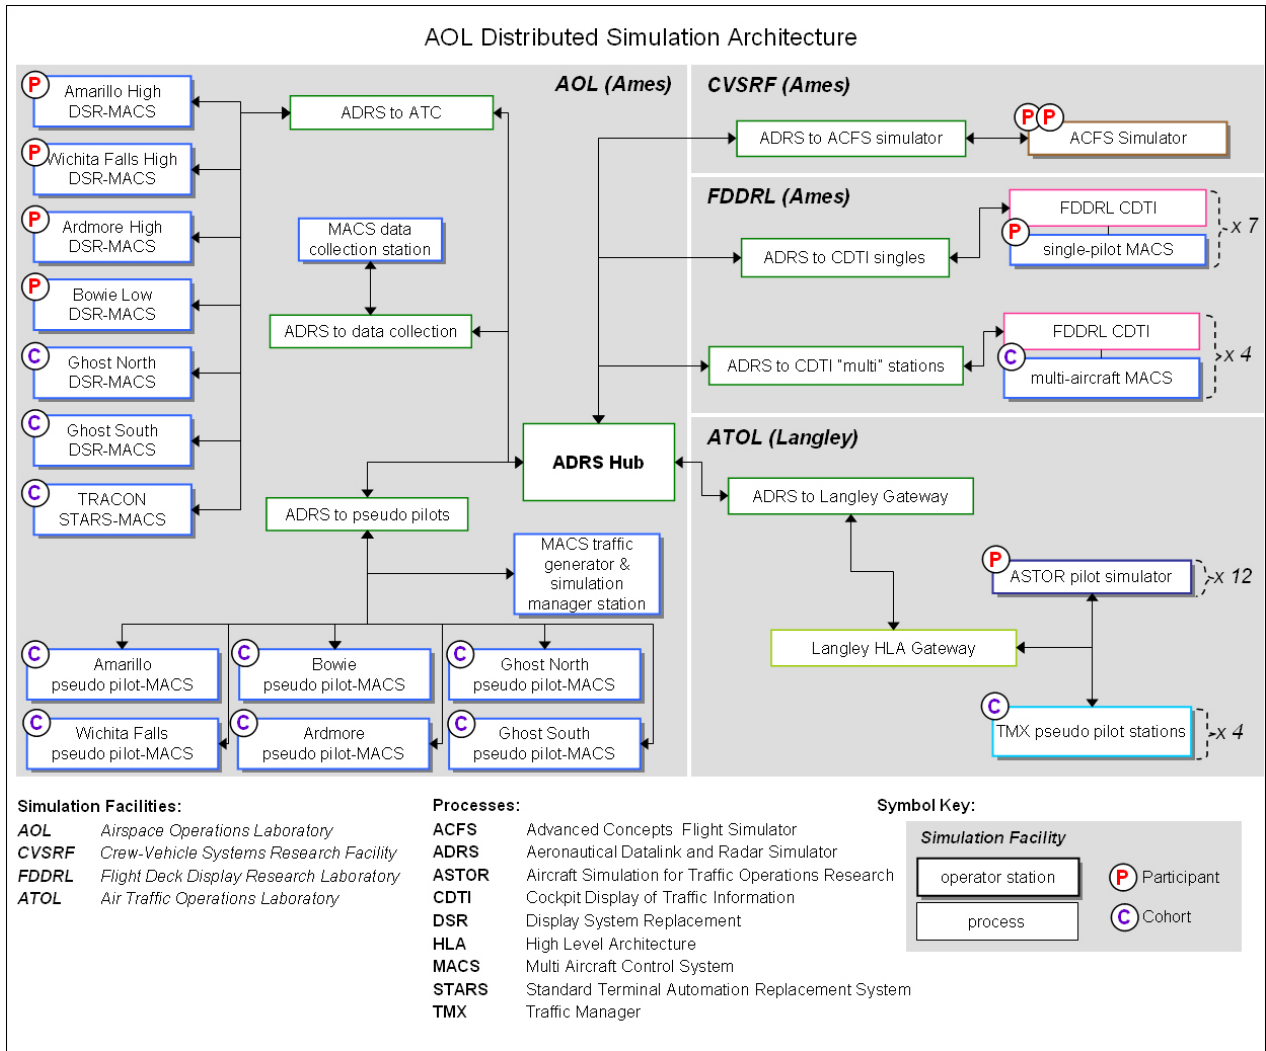 AOL Distributed Simulation Architecture
AOL (Ames)
P
Amarillo High
DSR-MACS
P
Wichita Falls High
DSR-MACS
P
Ardmore High
DSR-MACS
P
Bowie Low
DSR-MACS
C
Ghost North
DSR-MACS
C
Ghost South
DSR-MACS
C
TRACON
STARS-MACS
ADRS to ATC
MACS data
collection station
ADRS to data collection
ADRS Hub
ADRS to pseudo pilots
MACS traffic
generator &
simulation
manager station
C
Amarillo
pseudo pilot-MACS
C
Bowie
pseudo pilot-MACS
C
Ghost North
pseudo pilot-MACS
C
Wichita Falls
pseudo pilot-MACS
C
Ardmore
pseudo pilot-MACS
C
Ghost South
pseudo pilot-MACS
CVSRF (Ames)
ADRS to ACFS simulator
P P
ACFS Simulator
FDDRL (Ames)
ADRS to CDTI singles
FDDRL CDTI
P
single-pilot MACS
x 7
ADRS to CDTI "multi" stations
FDDRL CDTI
C
multi-aircraft MACS
x 4
ATOL (Langley)
ADRS to Langley Gateway
P
ASTOR pilot simulator
x 12
Langley HLA Gateway
C
TMX pseudo pilot stations
x 4
Simulation Facilities:
AOL Airspace Operations Laboratory
CVSRF Crew-Vehicle Systems Research Facility
FDDRL Flight Deck Display Research Laboratory
ATOL Air Traffic Operations Laboratory
Processes:
ACFS Advanced Concepts Flight Simulator
ADRS Aeronautical Datalink and Radar Simulator
ASTOR Aircraft Simulation for Traffic Operations Research
CDTI Cockpit Display of Traffic Information
DSR Display System Replacement
HLA High Level Architecture
MACS Multi Aircraft Control System
STARS Standard Terminal Automation Replacement System
TMX Traffic Manager
Symbol Key:
Simulation Facility
operator station
process
P Participant
C Cohort